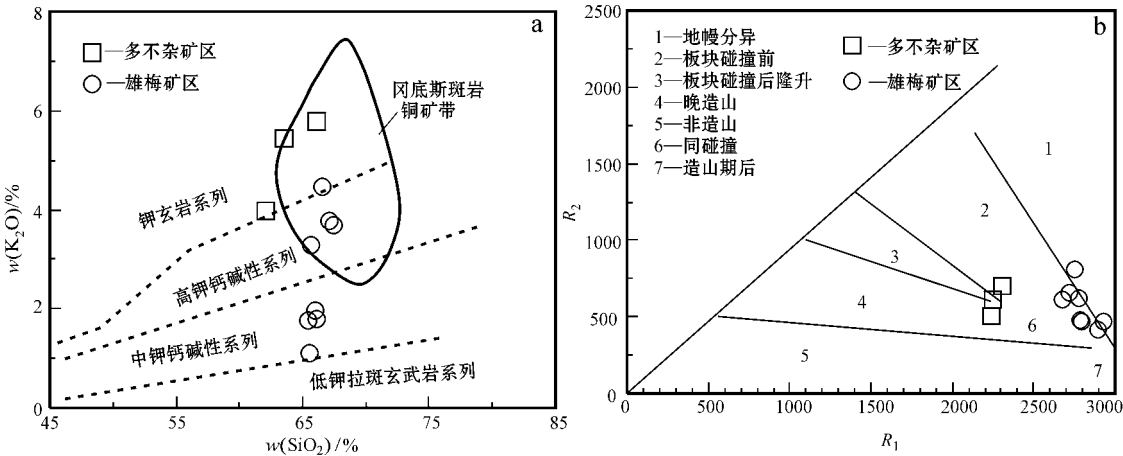 a
□—多不杂矿区
○—雄梅矿区
冈底斯斑岩
铜矿带
钾玄岩系列
高钾钙碱性系列
中钾钙碱性系列
低钾拉斑玄武岩系列
8
6
4
2
0
w(K₂O)/%
45
55
65
75
85
w(SiO₂)/%
b
1—地幔分异
2—板块碰撞前
3—板块碰撞后隆升
4—晚造山
5—非造山
6—同碰撞
7—造山期后
□—多不杂矿区
○—雄梅矿区
1
2
3
4
5
6
7
2500
2000
1500
1000
500
0
R₂
0
500
1000
1500
2000
2500
3000
R₁